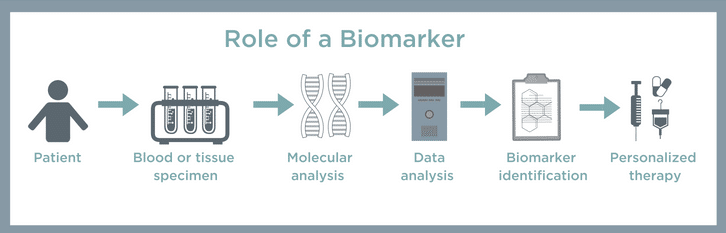 Role of a Biomarker
Patient
Blood or tissue
specimen
Molecular
analysis
Data
analysis
Biomarker
identification
Personalized
therapy